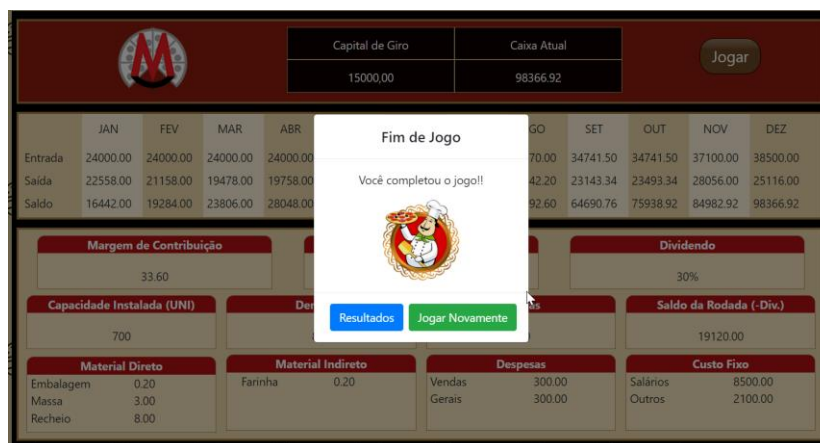 Capital de Giro Caixa Atual
Jogar
15000,00 98366.92
JAN FEV MAR ABR GO SET OUT NOV DEZ
Entrada 24000.00 24000.00 24000.00 24000.00 70.00 34741.50 34741.50 37100.00 38500.00
Saída 22558.00 21158.00 19478.00 19758.00 42.20 23143.34 23493.34 28056.00 25116.00
Saldo 16442.00 19284.00 23806.00 28048.00 92.60 64690.76 75938.92 84982.92 98366.92
Fim de Jogo
Você completou o jogo!!
Resultados Jogar Novamente
Margem de Contribuição Dividendo
33.60 30%
Capacidade Instalada (UNI) Saldo da Rodada (-Div.)
700 19120.00
Material Direto Material Indireto Despesas Custo Fixo
Embalagem 0.20 Farinha 0.20 Vendas 300.00 Salários 8500.00
Massa 3.00 Gerais 300.00 Outros 2100.00
Recheio 8.00